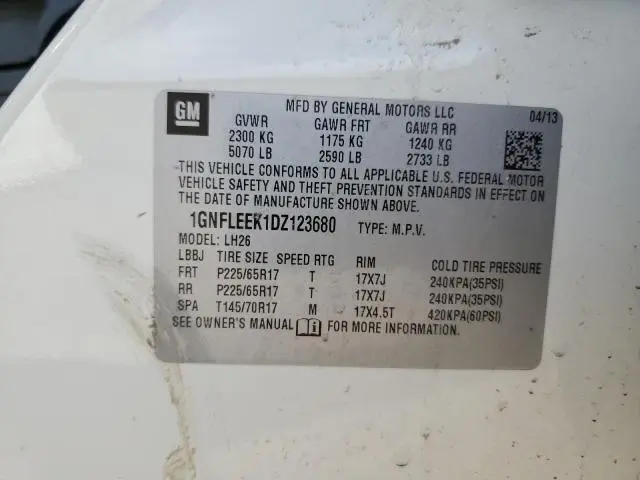 GM
MFD BY GENERAL MOTORS LLC
04/13
GVWR GAWR FRT GAWR RR
2300 KG 1175 KG 1240 KG
5070 LB 2590 LB 2733 LB
THIS VEHICLE CONFORMS TO ALL APPLICABLE U.S. FEDERAL MOTOR
VEHICLE SAFETY AND THEFT PREVENTION STANDARDS IN EFFECT ON
THE DATE OF MANUFACTURE SHOWN ABOVE.
1GNFLEEK1DZ123680 TYPE: M.P.V.
MODEL: LH26
LBBJ TIRE SIZE SPEED RTG RIM COLD TIRE PRESSURE
FRT P225/65R17 T 17X7J 240KPA(35PSI)
RR P225/65R17 T 17X7J 240KPA(35PSI)
SPA T145/70R17 M 17X4.5T 420KPA(60PSI)
SEE OWNER'S MANUAL FOR MORE INFORMATION.